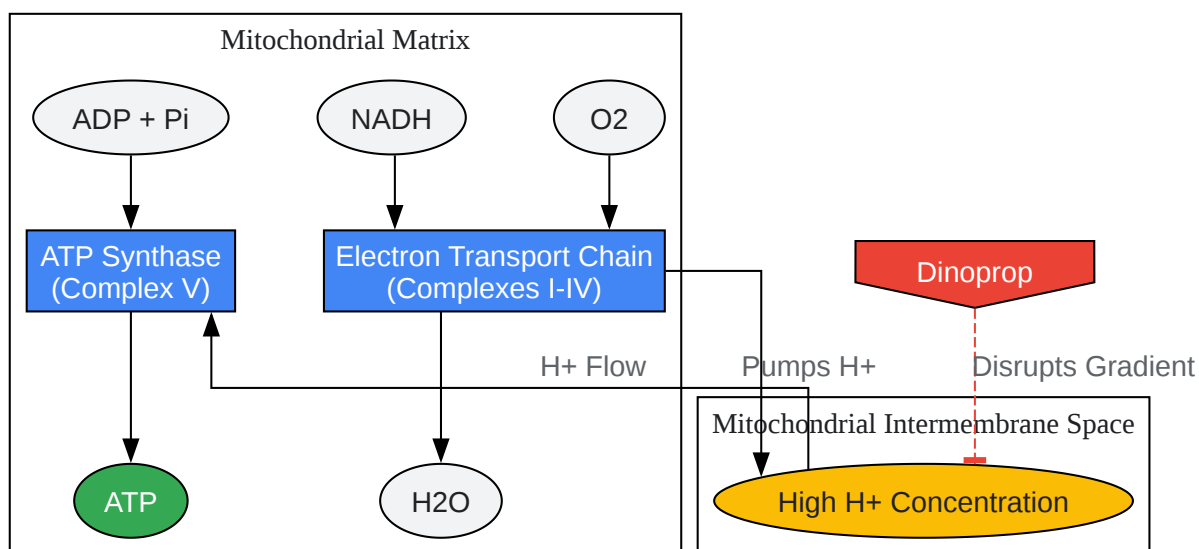 Mitochondrial Matrix
ADP + Pi
NADH
O2
ATP Synthase
(Complex V)
Electron Transport Chain
(Complexes I-IV)
Dinoprop
H+ Flow
Pumps H+
Disrupts Gradient
Mitochondrial Intermembrane Space
ATP
H2O
High H+ Concentration